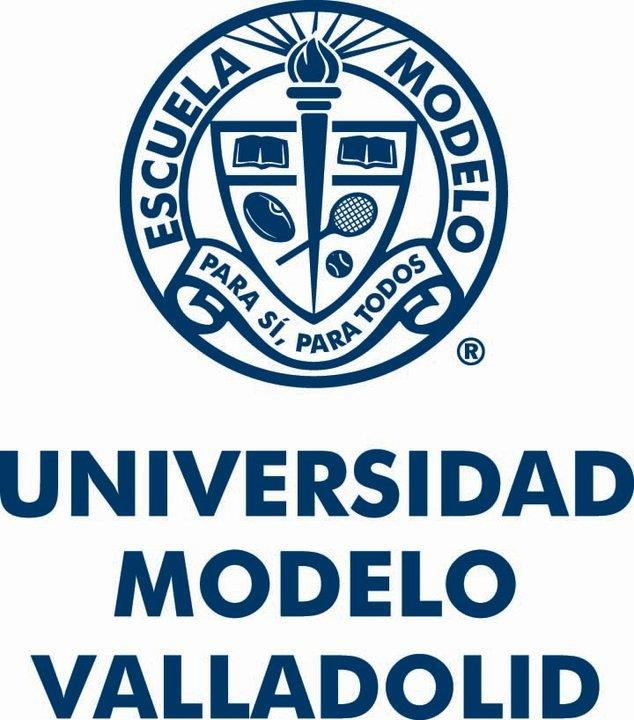 ESCUELA MODELO
PARA SÍ, PARA TODOS
®
UNIVERSIDAD
MODELO
VALLADOLID